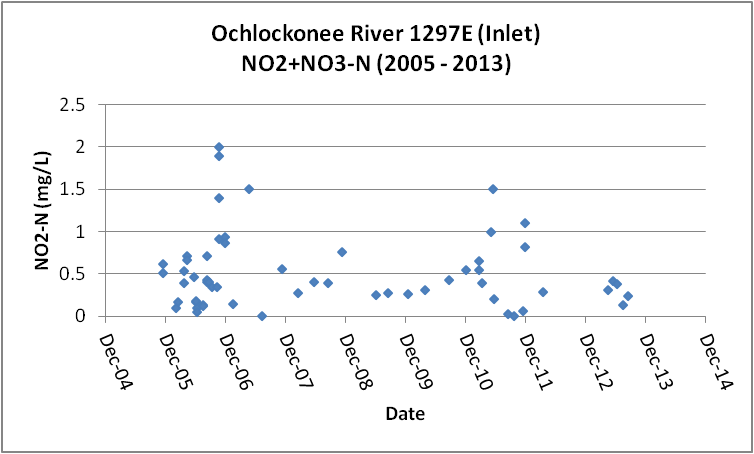 Ochlockonee River 1297E (Inlet)
NO2+NO3-N (2005 - 2013)
2.5
2
1.5
1
0.5
0
NO2-N (mg/L)
Dec-04
Dec-05
Dec-06
Dec-07
Dec-08
Dec-09
Dec-10
Dec-11
Dec-12
Dec-13
Dec-14
Date